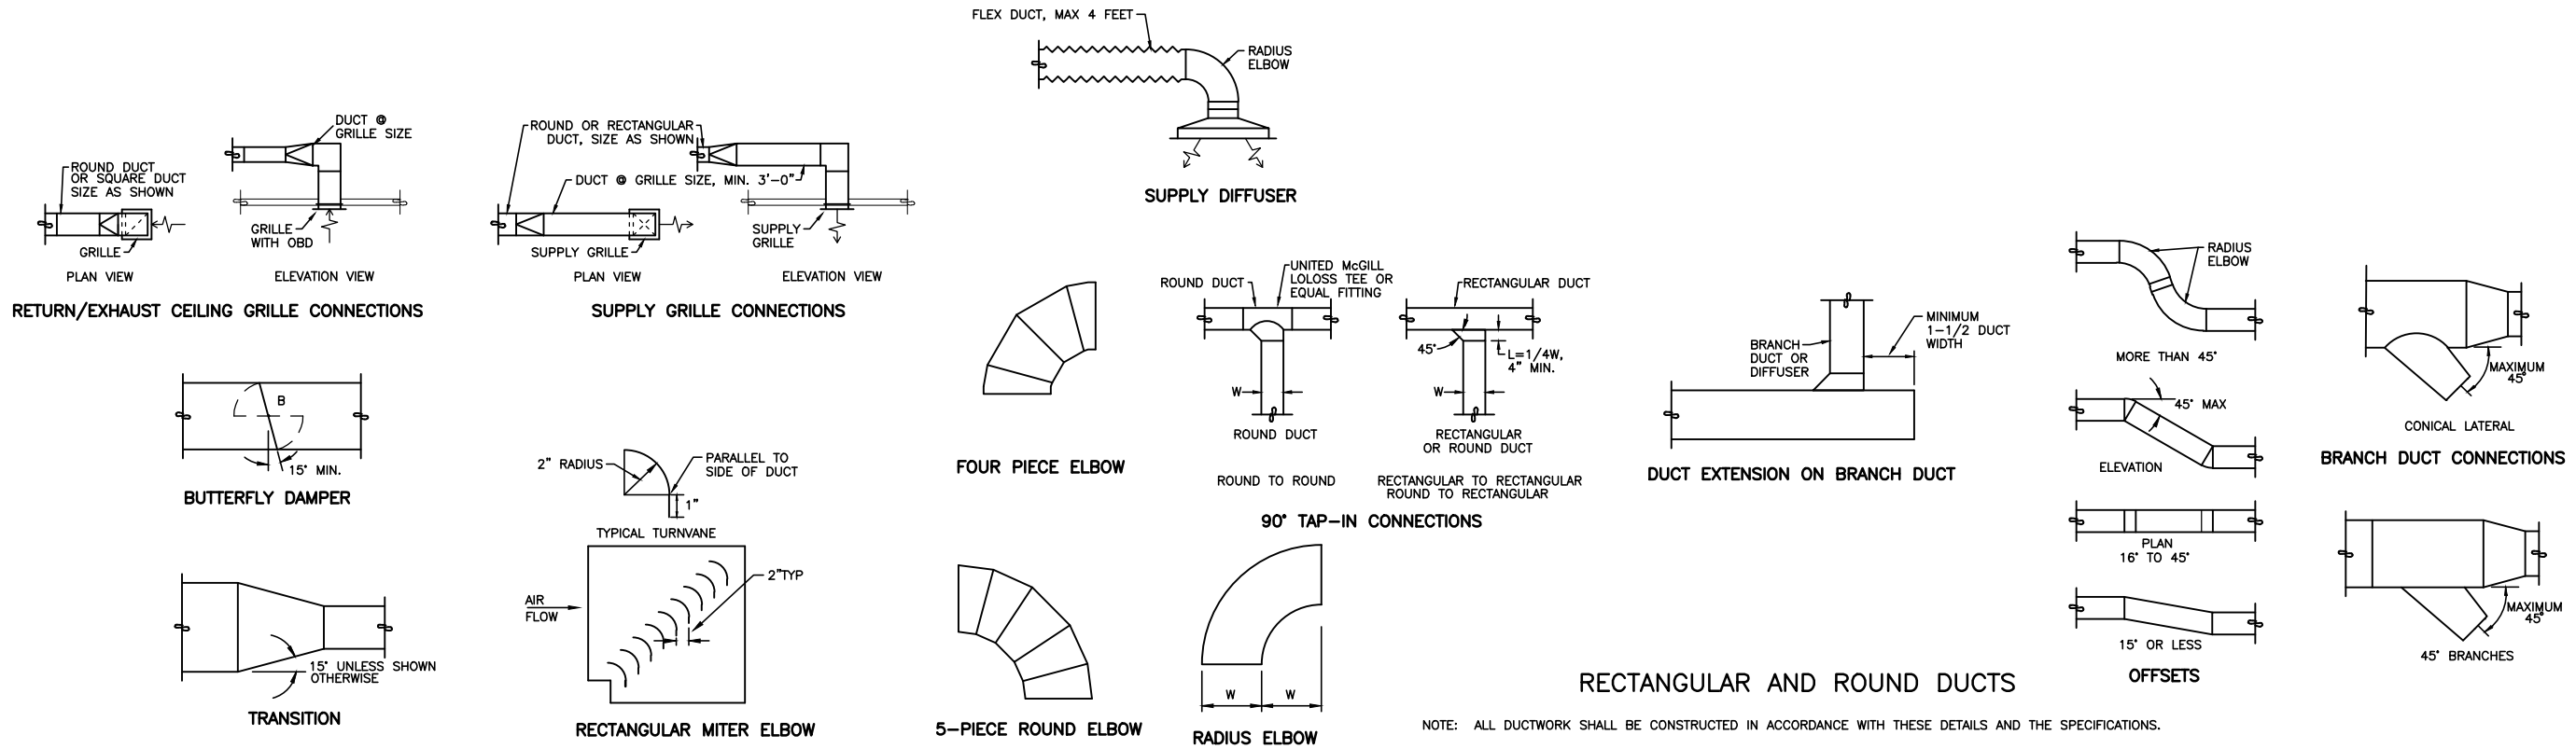 FLEX DUCT, MAX 4 FEET
RADIUS
ELBOW
SUPPLY DIFFUSER
ROUND DUCT
OR SQUARE DUCT
SIZE AS SHOWN
GRILLE
PLAN VIEW
DUCT @
GRILLE SIZE
GRILLE
WITH OBD
ELEVATION VIEW
RETURN/EXHAUST CEILING GRILLE CONNECTIONS
ROUND OR RECTANGULAR
DUCT, SIZE AS SHOWN
DUCT @ GRILLE SIZE, MIN. 3'-0"
SUPPLY GRILLE
PLAN VIEW
SUPPLY
GRILLE
ELEVATION VIEW
SUPPLY GRILLE CONNECTIONS
B
15° MIN.
BUTTERFLY DAMPER
15° UNLESS SHOWN
OTHERWISE
TRANSITION
2" RADIUS
PARALLEL TO
SIDE OF DUCT
1"
TYPICAL TURNVANE
2"TYP
AIR
FLOW
RECTANGULAR MITER ELBOW
FOUR PIECE ELBOW
5-PIECE ROUND ELBOW
ROUND DUCT
UNITED McGILL
LOLOSS TEE OR
EQUAL FITTING
W
ROUND DUCT
ROUND TO ROUND
RECTANGULAR DUCT
45°
L=1/4W,
4" MIN.
W
RECTANGULAR
OR ROUND DUCT
RECTANGULAR TO RECTANGULAR
ROUND TO RECTANGULAR
90° TAP-IN CONNECTIONS
W
W
RADIUS ELBOW
BRANCH
DUCT OR
DIFFUSER
MINIMUM
1-1/2 DUCT
WIDTH
DUCT EXTENSION ON BRANCH DUCT
RADIUS
ELBOW
MORE THAN 45°
45° MAX
ELEVATION
PLAN
16° TO 45°
15° OR LESS
OFFSETS
MAXIMUM
45°
CONICAL LATERAL
BRANCH DUCT CONNECTIONS
MAXIMUM
45°
45° BRANCHES
RECTANGULAR AND ROUND DUCTS
NOTE: ALL DUCTWORK SHALL BE CONSTRUCTED IN ACCORDANCE WITH THESE DETAILS AND THE SPECIFICATIONS.